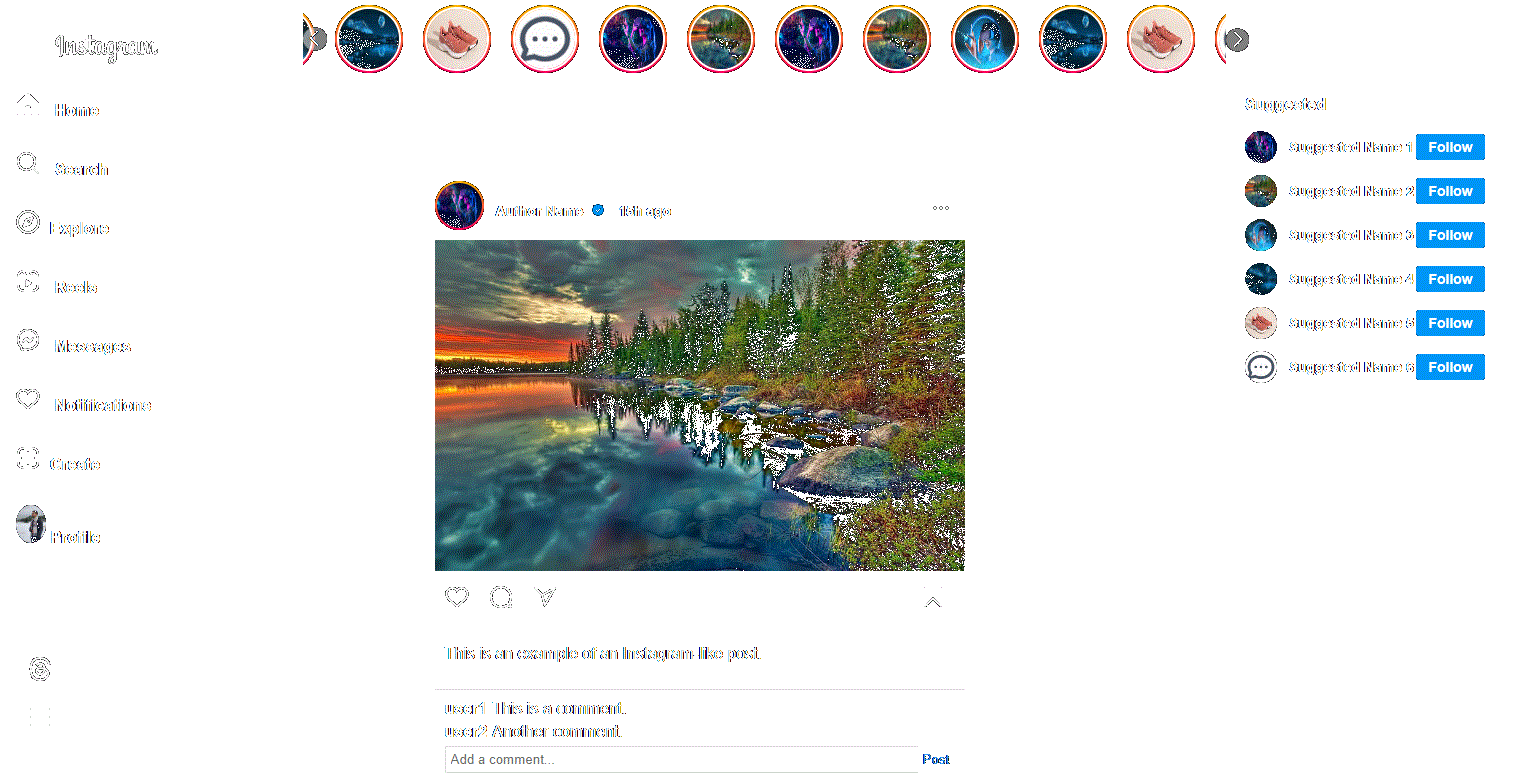 Instagram
Home
Search
Explore
Reels
Messages
Notifications
Create
Profile
Author Name 15h ago
This is an example of an Instagram-like post.
user1 This is a comment.
user2 Another comment.
Add a comment... Post
Suggested
Suggested Name 1 Follow
Suggested Name 2 Follow
Suggested Name 3 Follow
Suggested Name 4 Follow
Suggested Name 5 Follow
Suggested Name 6 Follow